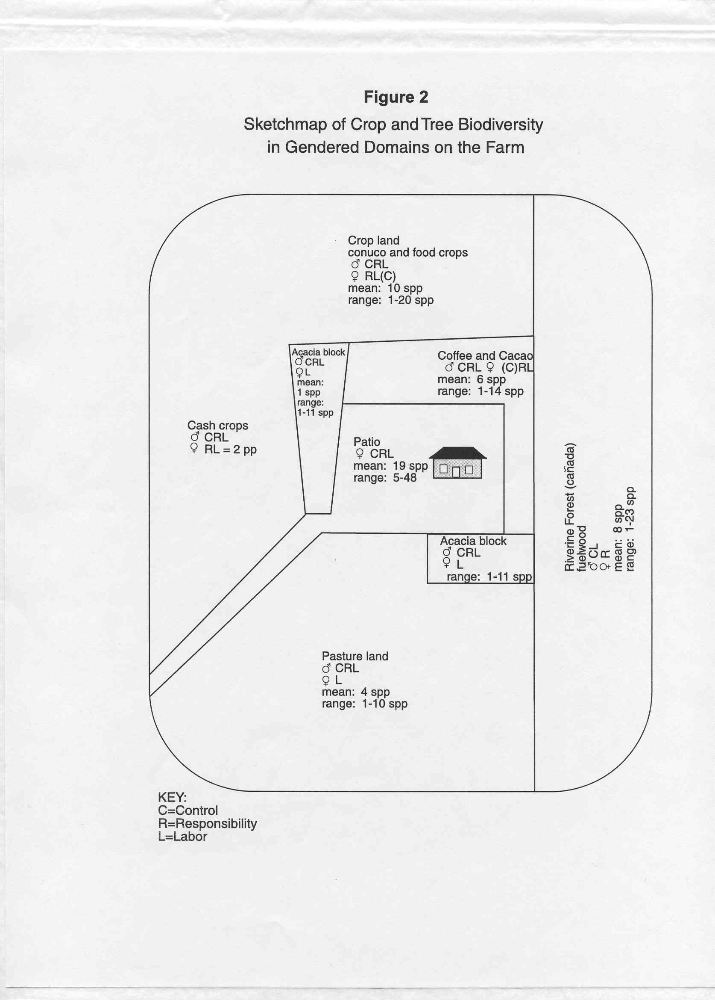 Figure 2
Sketchmap of Crop and Tree Biodiversity
in Gendered Domains on the Farm
Crop land
conuco and food crops
♂ CRL
♀ RL(C)
mean: 10 spp
range: 1-20 spp
Acacia block
♂ CRL
♀ L
mean:
1 spp
range:
1-11 spp
Coffee and Cacao
♂ CRL ♀ (C)RL
mean: 6 spp
range: 1-14 spp
Cash crops
♂ CRL
♀ RL = 2 pp
Patio
♀ CRL
mean: 19 spp
range: 5-48
Riverine Forest (cañada)
fuelwood
♂ CL
♀ R
mean: 8 spp
range: 1-23 spp
Acacia block
♂ CRL
♀ L
range: 1-11 spp
Pasture land
♂ CRL
♀ L
mean: 4 spp
range: 1-10 spp
KEY:
C=Control
R=Responsibility
L=Labor